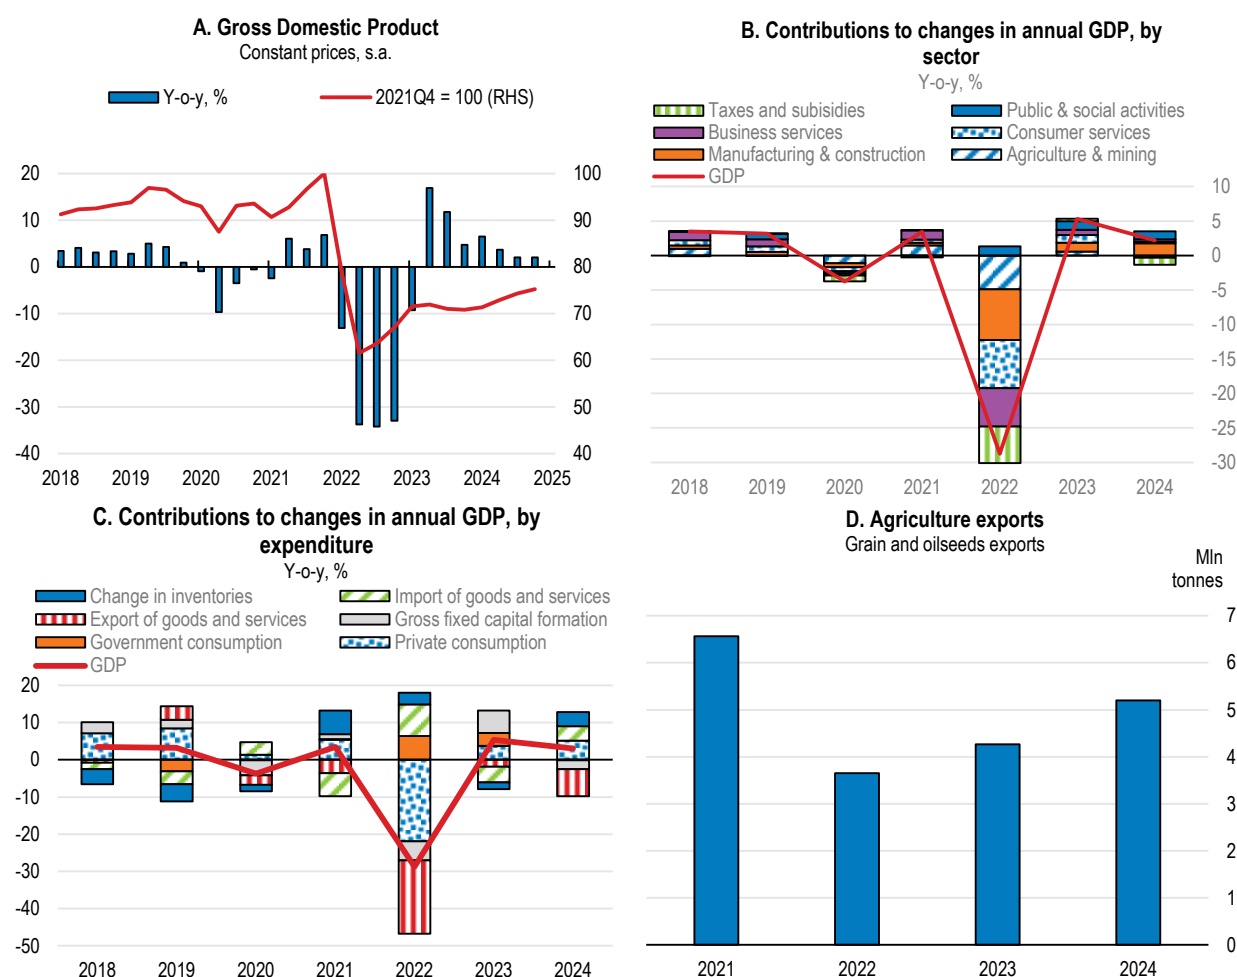 A. Gross Domestic Product
Constant prices, s.a.
Y-o-y, %
2021Q4 = 100 (RHS)
20 100
10 90
0 80
-10 70
-20 60
-30 50
-40 40
2018 2019 2020 2021 2022 2023 2024 2025
B. Contributions to changes in annual GDP, by
sector
Y-o-y, %
Taxes and subisidies Public & social activities
Business services Consumer services
Manufacturing & construction Agriculture & mining
GDP
10
5
0
-5
-10
-15
-20
-25
-30
2018 2019 2020 2021 2022 2023 2024
C. Contributions to changes in annual GDP, by
expenditure
Y-o-y, %
Change in inventories Import of goods and services
Export of goods and services Gross fixed capital formation
Government consumption Private consumption
GDP
20
10
0
-10
-20
-30
-40
-50
2018 2019 2020 2021 2022 2023 2024
D. Agriculture exports
Grain and oilseeds exports
Mln
tonnes
7
6
5
4
3
2
1
0
2021 2022 2023 2024